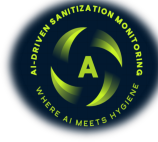 AI-DRIVEN SANITIZATION MONITORING
A
WHERE AI MEETS HYGIENE